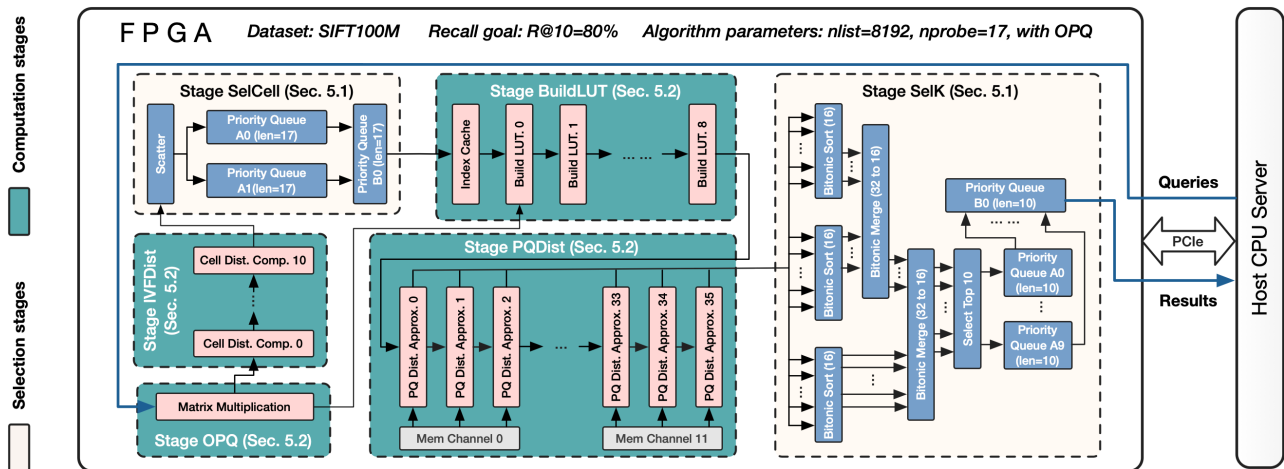 FPGA Dataset: SIFT100M Recall goal: R@10=80% Algorithm parameters: nlist=8192, nprobe=17, with OPQ
Computation stages
Selection stages
Stage SelCell (Sec. 5.1)
Scatter
Priority Queue
A0 (len=17)
Priority Queue
A1(len=17)
Priority Queue
B0 (len=17)
Stage BuildLUT (Sec. 5.2)
Index Cache
Build LUT. 0
Build LUT. 1
... ...
Build LUT. 8
Stage IVFDist
(Sec. 5.2)
Cell Dist. Comp. 10
Cell Dist. Comp. 0
Matrix Multiplication
Stage OPQ (Sec. 5.2)
Stage PQDist (Sec. 5.2)
PQ Dist. Approx. 0
PQ Dist. Approx. 1
PQ Dist. Approx. 2
...
PQ Dist. Approx. 33
PQ Dist. Approx. 34
PQ Dist. Approx. 35
Mem Channel 0
Mem Channel 11
Stage SelK (Sec. 5.1)
Bitonic Sort (16)
Bitonic Sort (16)
Bitonic Sort (16)
Bitonic Merge (32 to 16)
Bitonic Merge (32 to 16)
Select Top 10
Priority Queue
B0 (len=10)
... ...
Priority
Queue A0
(len=10)
...
Priority
Queue A9
(len=10)
Queries
PCIe
Results
Host CPU Server